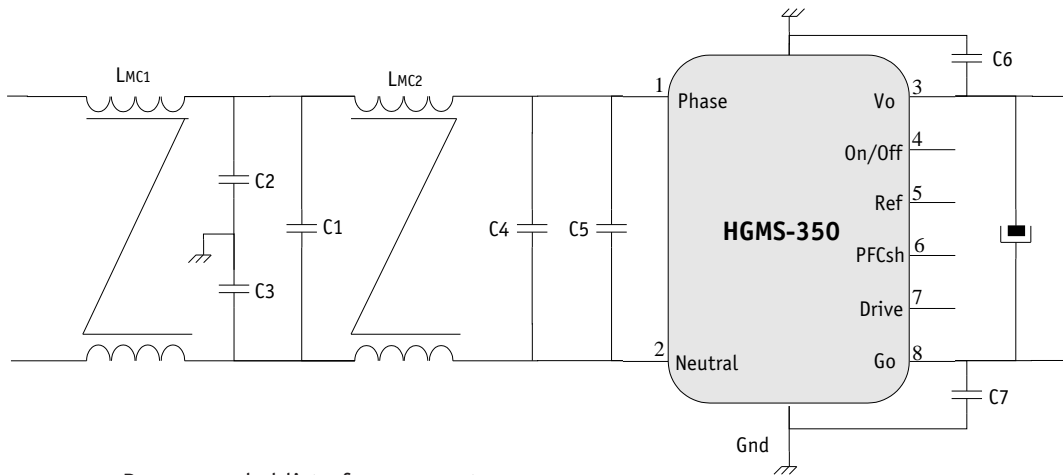 LMC1
LMC2
C6
1
3
Phase
Vo
4
On/Off
C2
5
Ref
C1
C4
C5
HGMS-350
6
PFCsh
C3
7
Drive
2
8
Neutral
Go
C7
Gnd